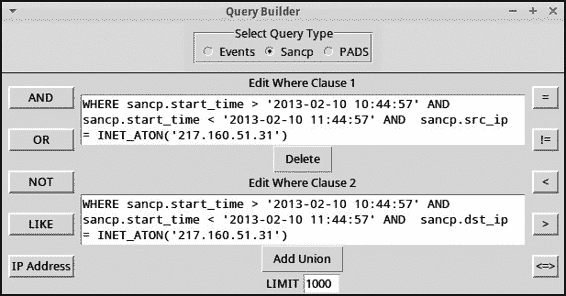 Query Builder
Select Query Type
Events Sancp PADS
Edit Where Clause 1
AND
OR
NOT
LIKE
IP Address
WHERE sancp.start_time > '2013-02-10 10:44:57' AND
sancp.start_time < '2013-02-10 11:44:57' AND sancp.src_ip
= INET_ATON('217.160.51.31')
Delete
Edit Where Clause 2
WHERE sancp.start_time > '2013-02-10 10:44:57' AND
sancp.start_time < '2013-02-10 11:44:57' AND sancp.dst_ip
= INET_ATON('217.160.51.31')
Add Union
LIMIT 1000
=
!=
<
>
<=>